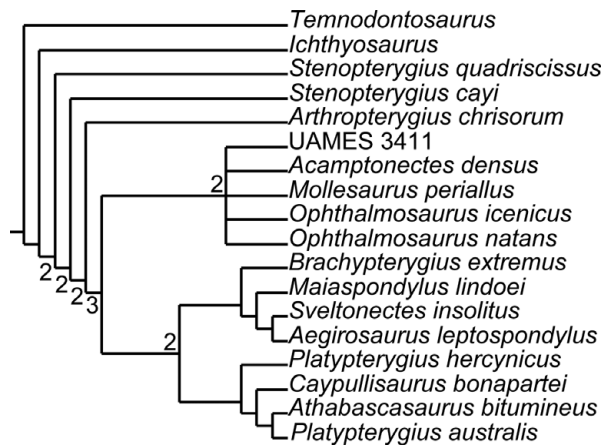 Temnodontosaurus
Ichthyosaurus
Stenopterygius quadriscissus
Stenopterygius cayi
Arthropterygius chrisorum
UAMES 3411
2
Acamptonectes densus
Mollesaurus periallus
Ophthalmosaurus icenicus
Ophthalmosaurus natans
Brachypterygius extremus
2
2
2
3
Maiaspondylus lindoei
Sveltonectes insolitus
2
Aegirosaurus leptospondylus
Platypterygius hercynicus
Caypullisaurus bonapartei
Athabascasaurus bitumineus
Platypterygius australis